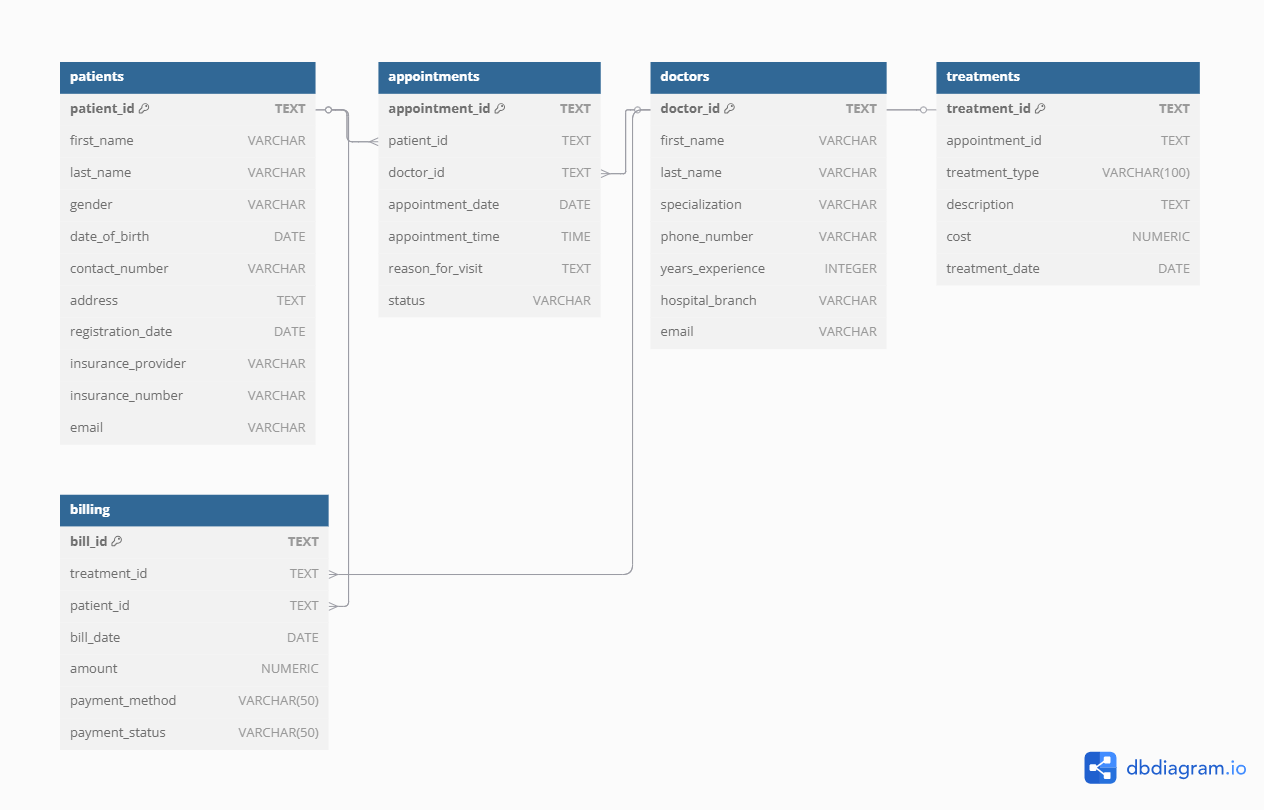 patients
patient_id TEXT
first_name VARCHAR
last_name VARCHAR
gender VARCHAR
date_of_birth DATE
contact_number VARCHAR
address TEXT
registration_date DATE
insurance_provider VARCHAR
insurance_number VARCHAR
email VARCHAR
appointments
appointment_id TEXT
patient_id TEXT
doctor_id TEXT
appointment_date DATE
appointment_time TIME
reason_for_visit TEXT
status VARCHAR
doctors
doctor_id TEXT
first_name VARCHAR
last_name VARCHAR
specialization VARCHAR
phone_number VARCHAR
years_experience INTEGER
hospital_branch VARCHAR
email VARCHAR
treatments
treatment_id TEXT
appointment_id TEXT
treatment_type VARCHAR(100)
description TEXT
cost NUMERIC
treatment_date DATE
billing
bill_id TEXT
treatment_id TEXT
patient_id TEXT
bill_date DATE
amount NUMERIC
payment_method VARCHAR(50)
payment_status VARCHAR(50)
dbdiagram.io